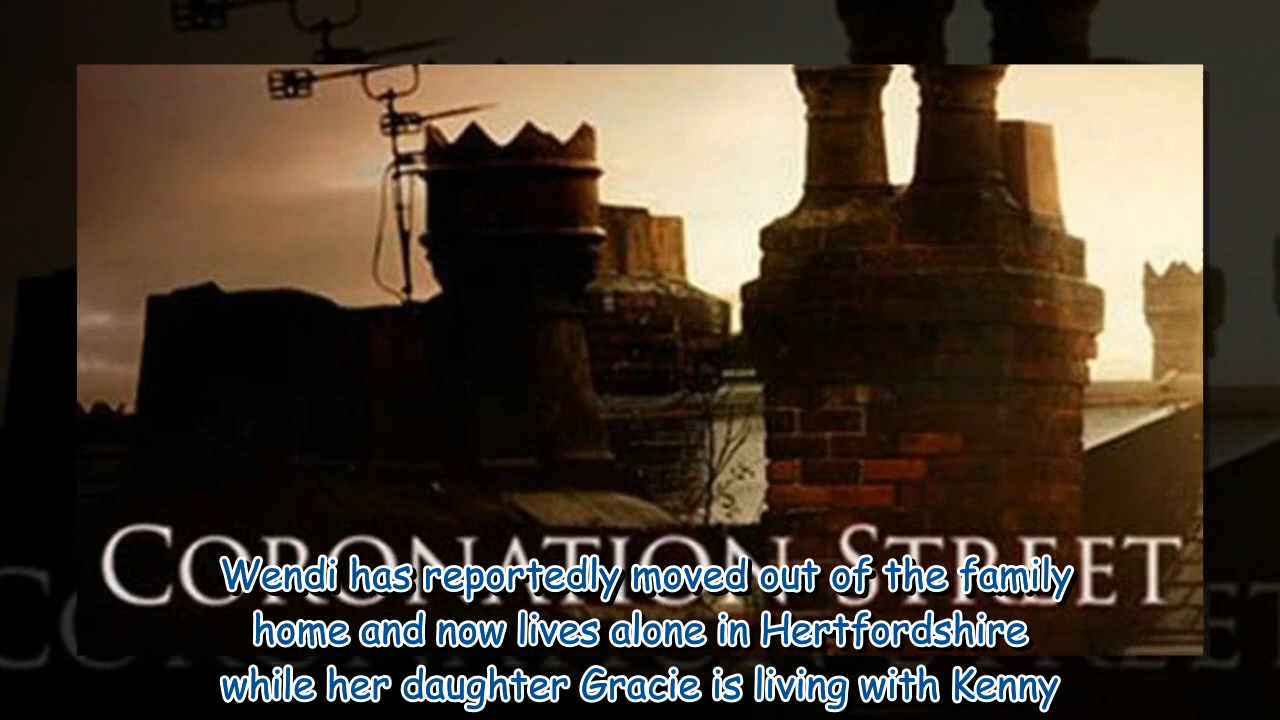 CORONATION STREET
Wendi has reportedly moved out of the family
home and now lives alone in Hertfordshire
while her daughter Gracie is living with Kenny